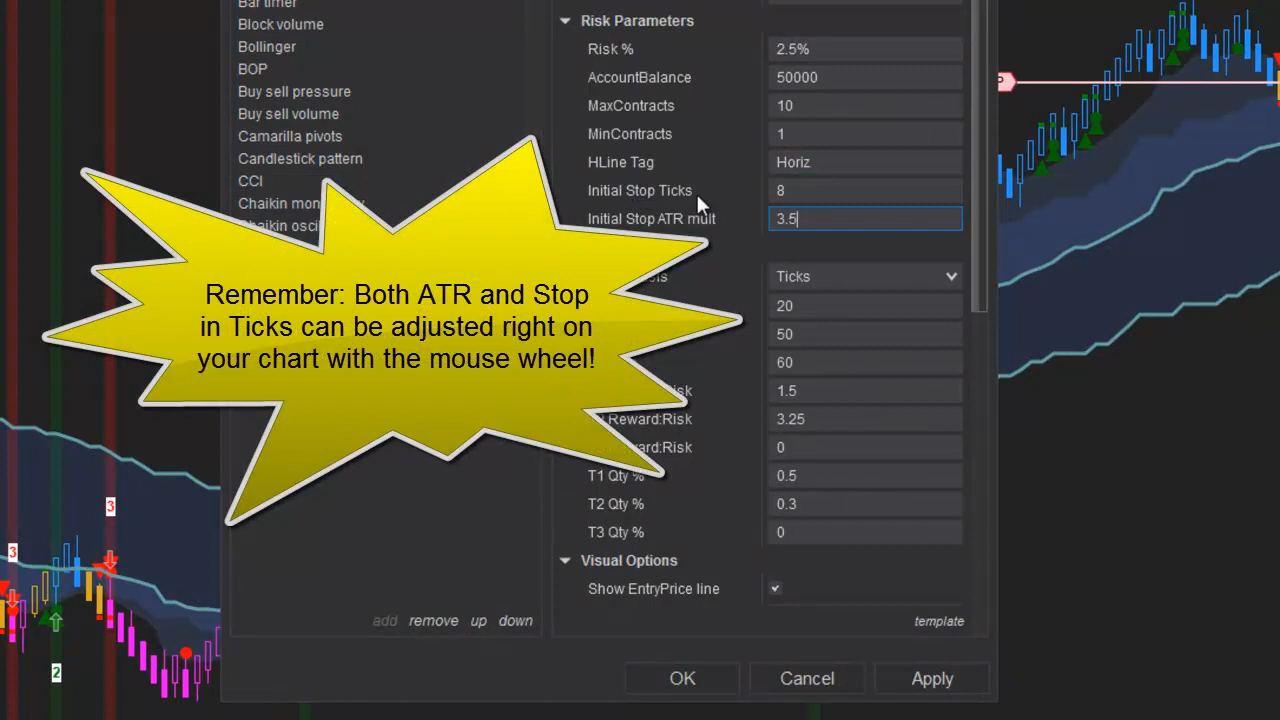 Bar timer
Block volume
Bollinger
BOP
Buy sell pressure
Buy sell volume
Camarilla pivots
Candlestick pattern
CCI
Chaikin mon
Risk Parameters
Risk % 2.5%
AccountBalance 50000
MaxContracts 10
MinContracts 1
HLine Tag Horiz
Initial Stop Ticks 8
Initial Stop ATR mult 3.5
Ticks
20
50
60
1.5
Reward:Risk 3.25
Risk 0
T1 Qty % 0.5
T2 Qty % 0.3
T3 Qty % 0
Visual Options
Show EntryPrice line
Remember: Both ATR and Stop
in Ticks can be adjusted right on
your chart with the mouse wheel!
add remove up down
template
OK Cancel Apply
3
3
2